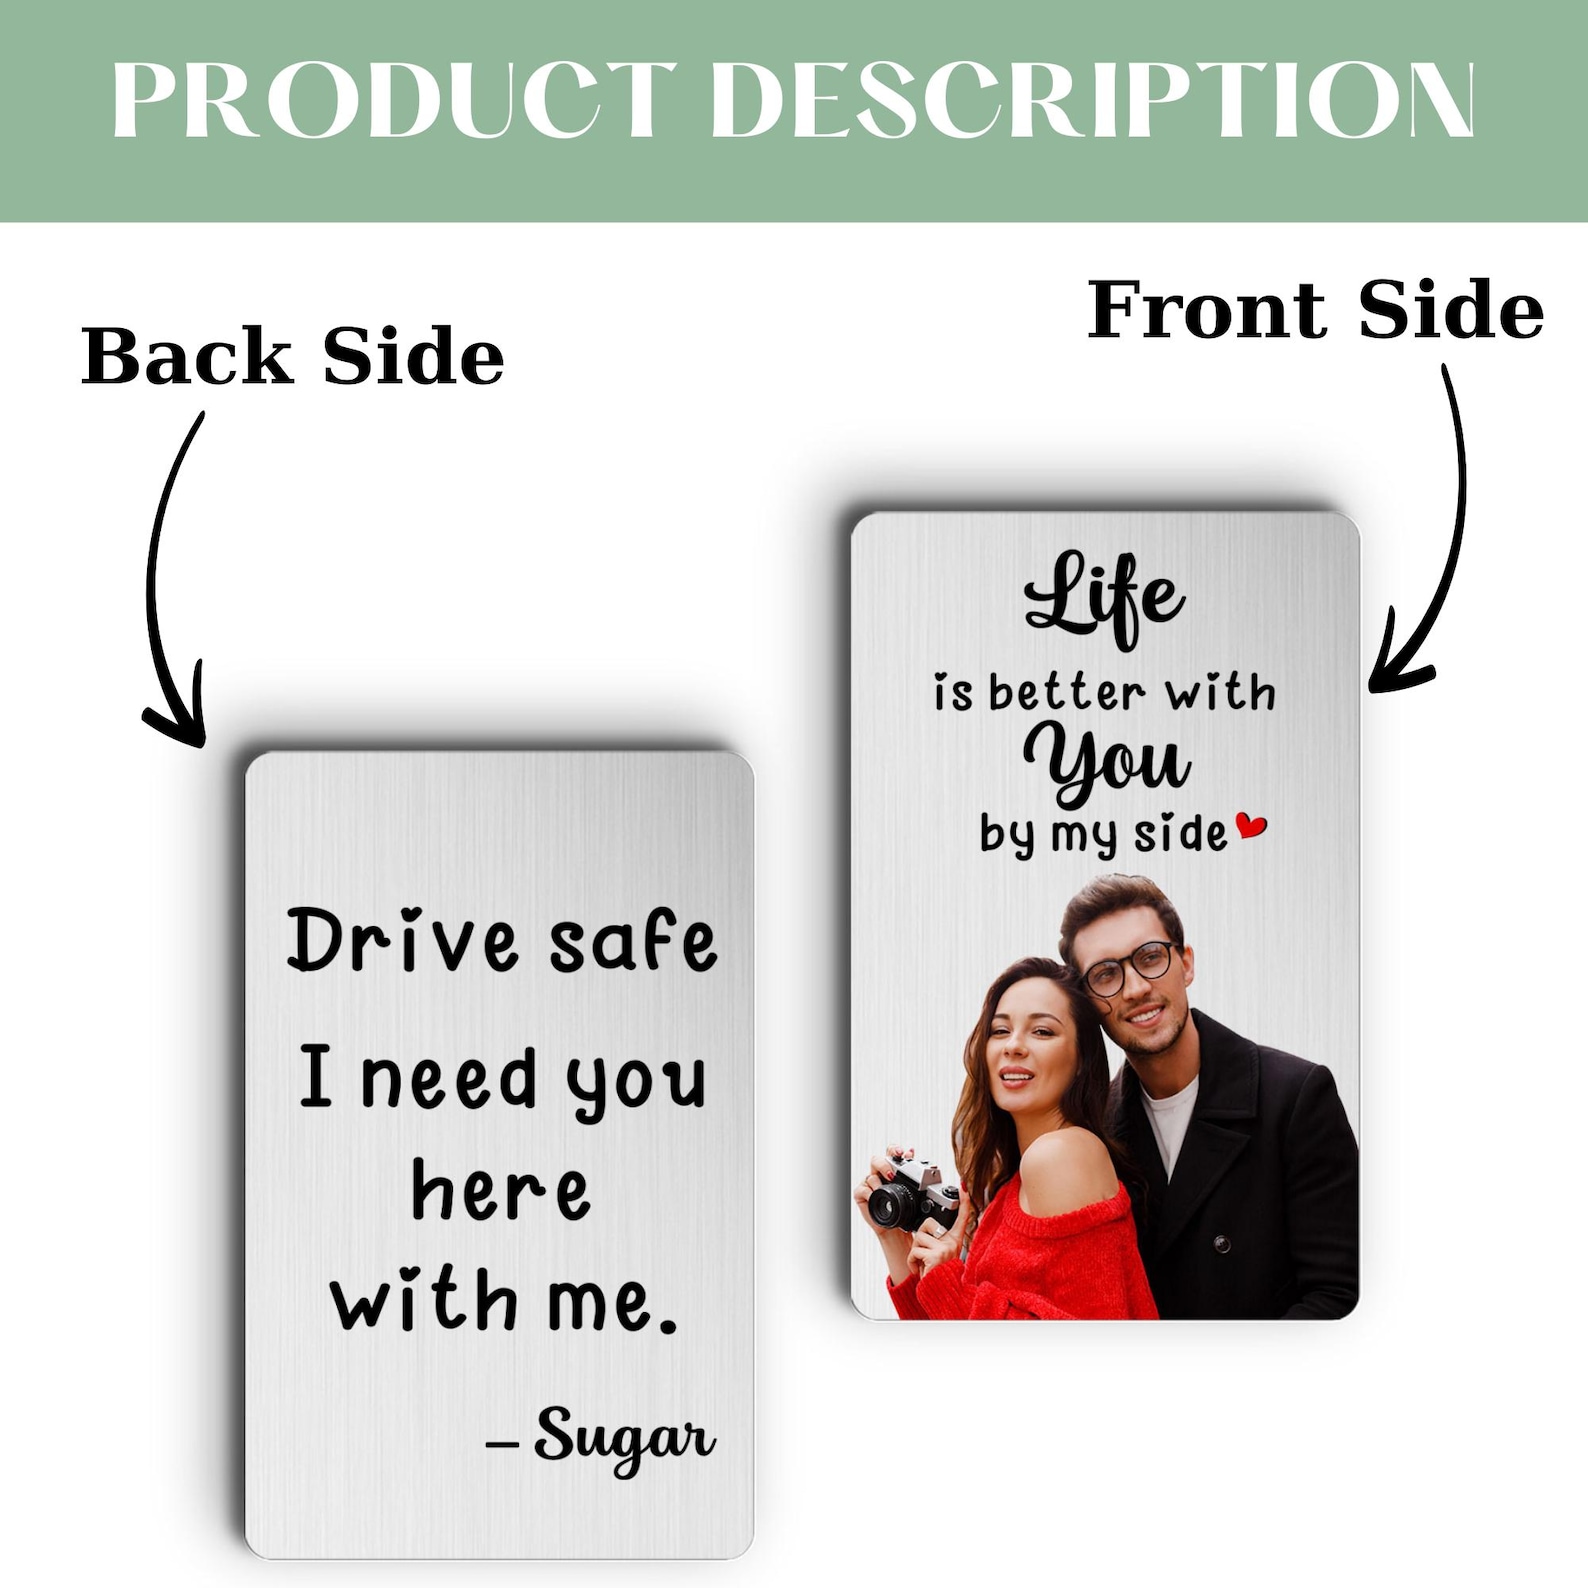 PRODUCT DESCRIPTION
Back Side
Front Side
Drive safe
I need you
here
with me.
– Sugar
Life
is better with
You
by my side